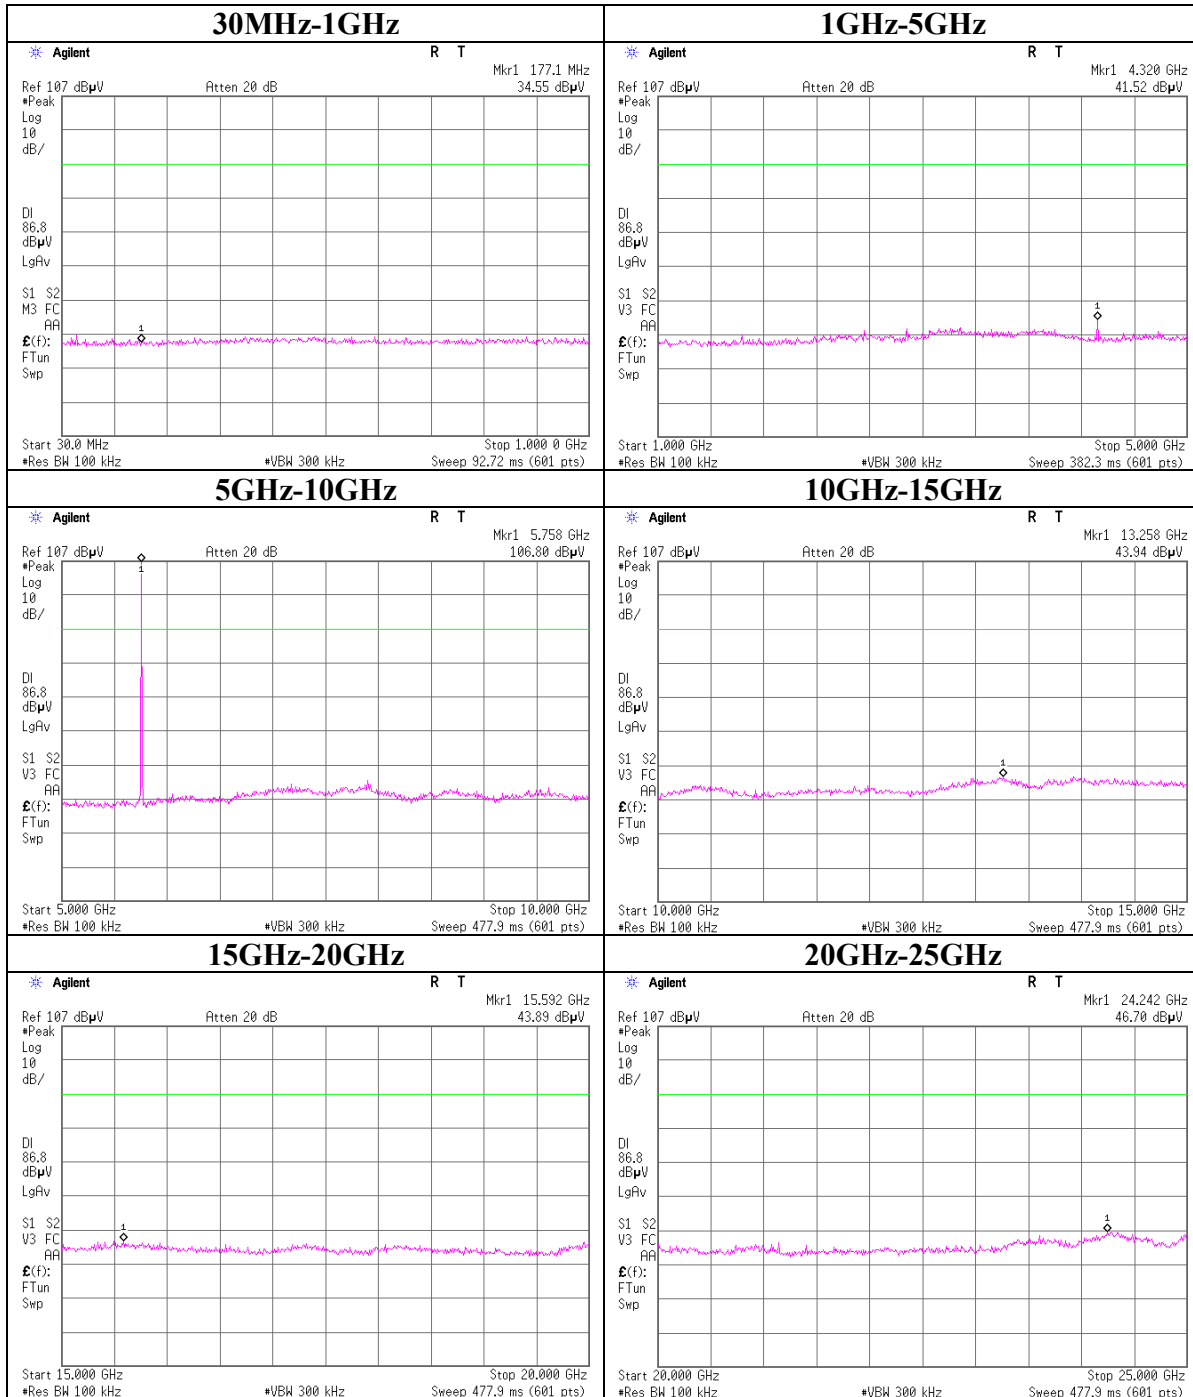 30MHz-1GHz
Agilent R T
Mkr1 177.1 MHz
Ref 107 dBµV Atten 20 dB 34.55 dBµV
#Peak
Log
10
dB/
DI
86.8
dBµV
LgAv
S1 S2
M3 FC
AA
£(f):
FTun
Swp
1
Start 30.0 MHz Stop 1.000 0 GHz
#Res BW 100 kHz #VBW 300 kHz Sweep 92.72 ms (601 pts)
1GHz-5GHz
Agilent R T
Mkr1 4.320 GHz
Ref 107 dBµV Atten 20 dB 41.52 dBµV
#Peak
Log
10
dB/
DI
86.8
dBµV
LgAv
S1 S2
V3 FC
AA
£(f):
FTun
Swp
1
Start 1.000 GHz Stop 5.000 GHz
#Res BW 100 kHz #VBW 300 kHz Sweep 382.3 ms (601 pts)
5GHz-10GHz
Agilent R T
Mkr1 5.758 GHz
Ref 107 dBµV Atten 20 dB 106.80 dBµV
#Peak
Log
10
dB/
DI
86.8
dBµV
LgAv
S1 S2
V3 FC
AA
£(f):
FTun
Swp
1
Start 5.000 GHz Stop 10.000 GHz
#Res BW 100 kHz #VBW 300 kHz Sweep 477.9 ms (601 pts)
10GHz-15GHz
Agilent R T
Mkr1 13.258 GHz
Ref 107 dBµV Atten 20 dB 43.94 dBµV
#Peak
Log
10
dB/
DI
86.8
dBµV
LgAv
S1 S2
V3 FC
AA
£(f):
FTun
Swp
1
Start 10.000 GHz Stop 15.000 GHz
#Res BW 100 kHz #VBW 300 kHz Sweep 477.9 ms (601 pts)
15GHz-20GHz
Agilent R T
Mkr1 15.592 GHz
Ref 107 dBµV Atten 20 dB 43.89 dBµV
#Peak
Log
10
dB/
DI
86.8
dBµV
LgAv
S1 S2
V3 FC
AA
£(f):
FTun
Swp
1
Start 15.000 GHz Stop 20.000 GHz
#Res BW 100 kHz #VBW 300 kHz Sweep 477.9 ms (601 pts)
20GHz-25GHz
Agilent R T
Mkr1 24.242 GHz
Ref 107 dBµV Atten 20 dB 46.70 dBµV
#Peak
Log
10
dB/
DI
86.8
dBµV
LgAv
S1 S2
V3 FC
AA
£(f):
FTun
Swp
1
Start 20.000 GHz Stop 25.000 GHz
#Res BW 100 kHz #VBW 300 kHz Sweep 477.9 ms (601 pts)